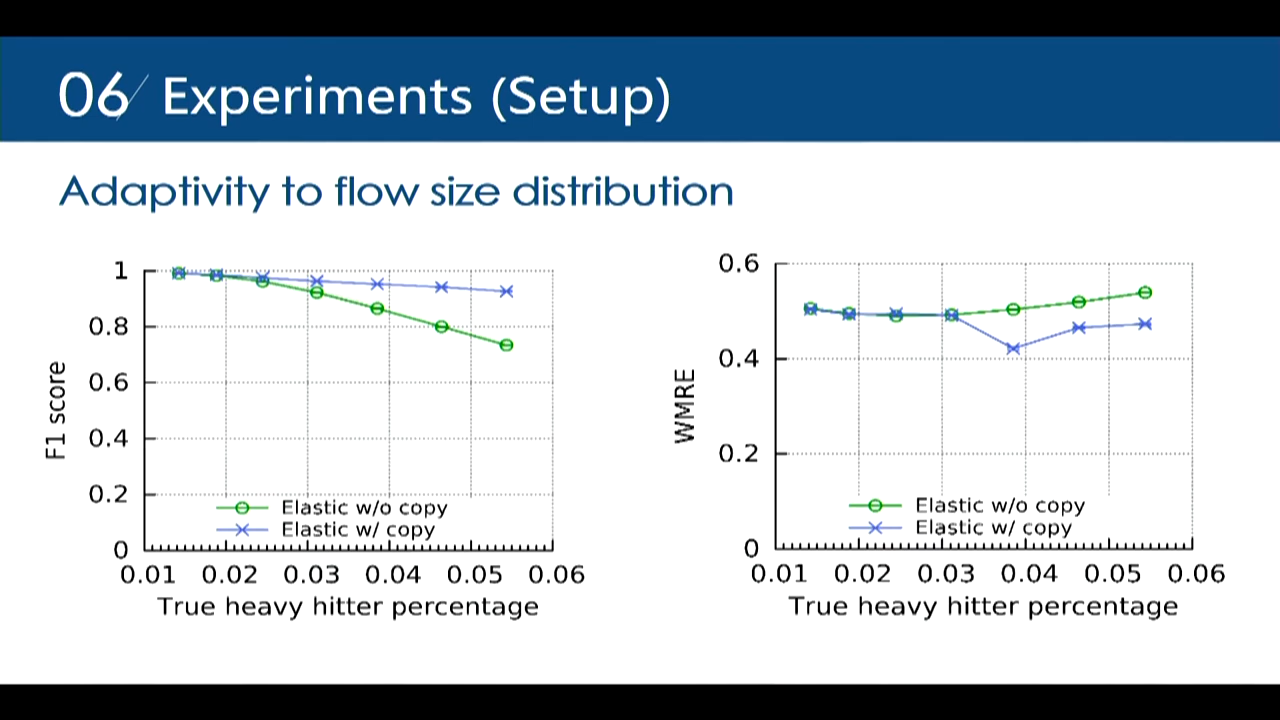 06/ Experiments (Setup)
Adaptivity to flow size distribution
F1 score
1
0.8
0.6
0.4
0.2
0
Elastic w/o copy
Elastic w/ copy
0.01 0.02 0.03 0.04 0.05 0.06
True heavy hitter percentage
WMRE
0.6
0.4
0.2
0
Elastic w/o copy
Elastic w/ copy
0.01 0.02 0.03 0.04 0.05 0.06
True heavy hitter percentage